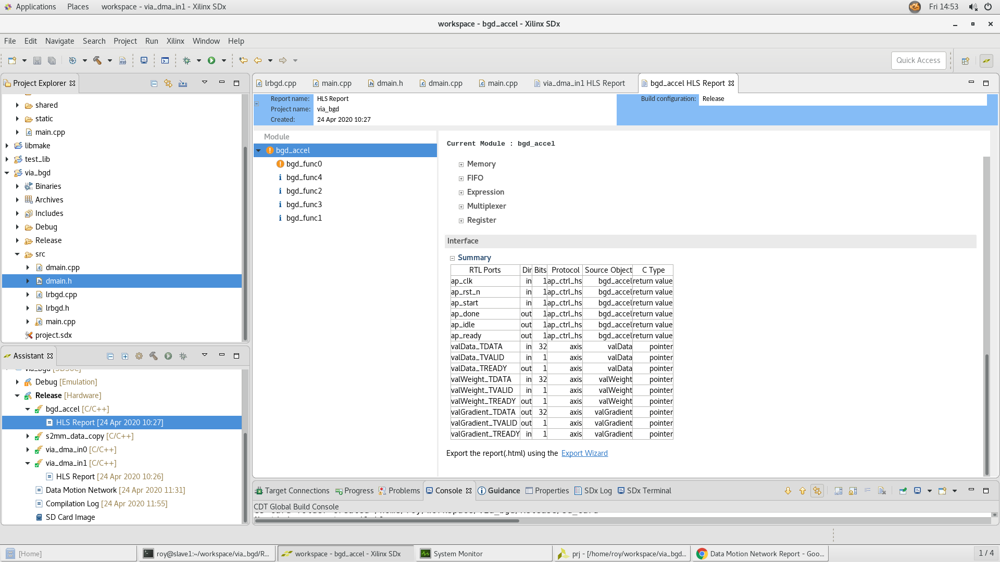 Applications Places workspace - via_dma_in1 - Xilinx SDx Fri 14:53
workspace - bgd_accel - Xilinx SDx
File Edit Navigate Search Project Run Xilinx Window Help
Quick Access
Project Explorer
shared
static
main.cpp
libmake
test_lib
via_bgd
Binaries
Archives
Includes
Debug
Release
src
dmain.cpp
dmain.h
lrbgd.cpp
lrbgd.h
main.cpp
project.sdx
Assistant
via_bgd [SDSoC]
Debug [Emulation]
Release [Hardware]
bgd_accel [C/C++]
HLS Report [24 Apr 2020 10:27]
s2mm_data_copy [C/C++]
via_dma_in0 [C/C++]
via_dma_in1 [C/C++]
HLS Report [24 Apr 2020 10:26]
Data Motion Network [24 Apr 2020 11:31]
Compilation Log [24 Apr 2020 11:55]
SD Card Image
lrbgd.cpp main.cpp dmain.h dmain.cpp main.cpp via_dma_in1 HLS Report bgd_accel HLS Report
Report name: HLS Report Build configuration: Release
Project name: via_bgd
Created: 24 Apr 2020 10:27
Module
bgd_accel
bgd_func0
bgd_func4
bgd_func2
bgd_func3
bgd_func1
Current Module : bgd_accel
Memory
FIFO
Expression
Multiplexer
Register
Interface
Summary
RTL Ports Dir Bits Protocol Source Object C Type
ap_clk in 1 ap_ctrl_hs bgd_accel return value
ap_rst_n in 1 ap_ctrl_hs bgd_accel return value
ap_start in 1 ap_ctrl_hs bgd_accel return value
ap_done out 1 ap_ctrl_hs bgd_accel return value
ap_idle out 1 ap_ctrl_hs bgd_accel return value
ap_ready out 1 ap_ctrl_hs bgd_accel return value
valData_TDATA in 32 axis valData pointer
valData_TVALID in 1 axis valData pointer
valData_TREADY out 1 axis valData pointer
valWeight_TDATA in 32 axis valWeight pointer
valWeight_TVALID in 1 axis valWeight pointer
valWeight_TREADY out 1 axis valWeight pointer
valGradient_TDATA out 32 axis valGradient pointer
valGradient_TVALID out 1 axis valGradient pointer
valGradient_TREADY in 1 axis valGradient pointer
Export the report(.html) using the Export Wizard
Target Connections Progress Problems Console Guidance Properties SDx Log SDx Terminal
CDT Global Build Console
[Home] roy@slave1:~/workspace/via_bgd/R... workspace - bgd_accel - Xilinx SDx System Monitor prj - [/home/roy/workspace/via_bgd... Data Motion Network Report - Goo... 1 / 4